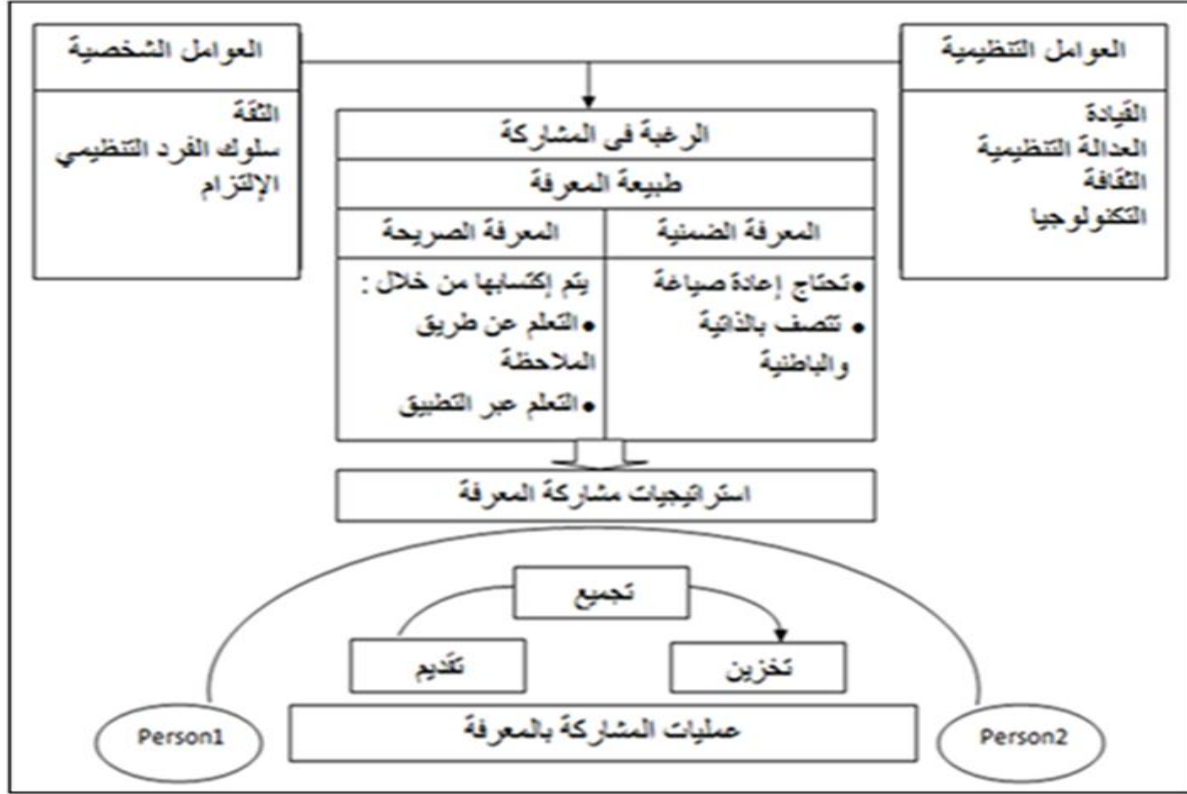 العوامل التنظيمية
القيادة
العدالة التنظيمية
الثقافة
التكنولوجيا
العوامل الشخصية
الثقة
سلوك الفرد التنظيمي
الإلتزام
الرغبة فى المشاركة
طبيعة المعرفة
المعرفة الضمنية
•تحتاج إعادة صياغة
• تتصف بالذاتية
والباطنية
المعرفة الصريحة
يتم إكتسابها من خلال :
•التعلم عن طريق
الملاحظة
•التعلم عبر التطبيق
استراتيجيات مشاركة المعرفة
تجميع
تخزين
تقديم
Person1
عمليات المشاركة بالمعرفة
Person2